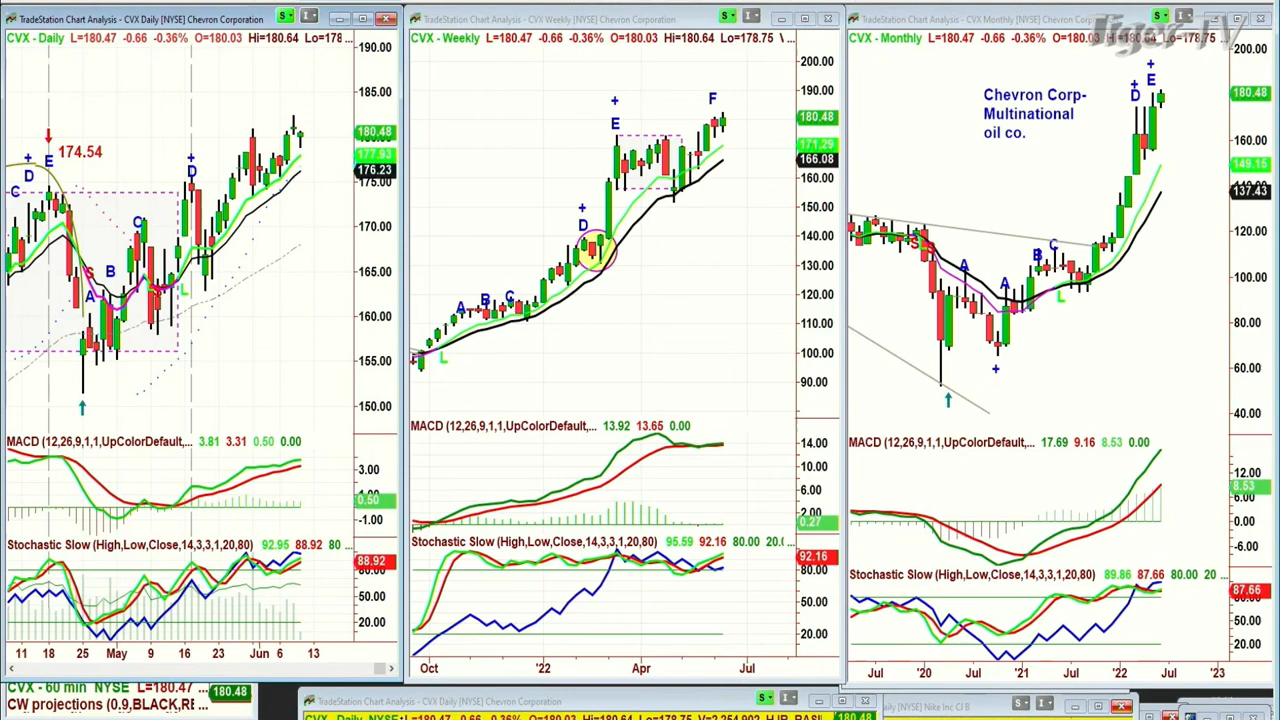 TradeStation Chart Analysis - CVX Daily [NYSE] Chevron Corporation
CVX - Daily L=180.47 -0.66 -0.36% O=180.03 Hi=180.64 Lo=178...
190.00
185.00
180.48
177.93
176.23
175.00
170.00
165.00
160.00
155.00
150.00
C
D
E
174.54
S
A
B
C
L
D
MACD (12,26,9,1,1,UpColorDefault,... 3.81 3.31 0.50 0.00
3.00
0.50
-1.00
Stochastic Slow (High,Low,Close,14,3,3,1,20,80) 92.95 88.92 80 ...
88.92
50.00
20.00
11 18 25 May 9 16 23 Jun 6 13
TradeStation Chart Analysis - CVX Weekly [NYSE] Chevron Corporation
CVX - Weekly L=180.47 -0.66 -0.36% O=180.03 Hi=180.64 Lo=178.75 V...
200.00
190.00
180.48
171.29
166.08
160.00
150.00
140.00
130.00
120.00
110.00
100.00
90.00
L
A
B
C
D
E
F
MACD (12,26,9,1,1,UpColorDefault,... 13.92 13.65 0.00
14.00
10.00
6.00
2.00
0.27
Stochastic Slow (High,Low,Close,14,3,3,1,20,80) 95.59 92.16 80.00 20.0...
92.16
80.00
60.00
40.00
20.00
Oct '22 Apr Jul
TradeStation Chart Analysis - CVX Monthly [NYSE] Chevron Corp
Tiger-TV
CVX - Monthly L=180.47 -0.66 -0.36% O=180.03 Hi=180.64 Lo=178.75
Chevron Corp-
Multinational
oil co.
200.00
180.48
160.00
149.15
137.43
120.00
100.00
80.00
60.00
40.00
S
S
A
A
B
C
L
D
E
MACD (12,26,9,1,1,UpColorDefault,... 17.69 9.16 8.53 0.00
12.00
8.53
6.00
0.00
-6.00
Stochastic Slow (High,Low,Close,14,3,3,1,20,80) 89.86 87.66 80.00 20 ...
87.66
50.00
20.00
Jul '20 Jul '21 Jul '22 Jul '23
CVX - 60 min NYSE L=180.47 ...
180.48
CW projections (0.9,BLACK,RE...
TradeStation Chart Analysis - CVX Daily [NYSE] Chevron Corporation
Daily [NYSE] Nike Inc Cl B